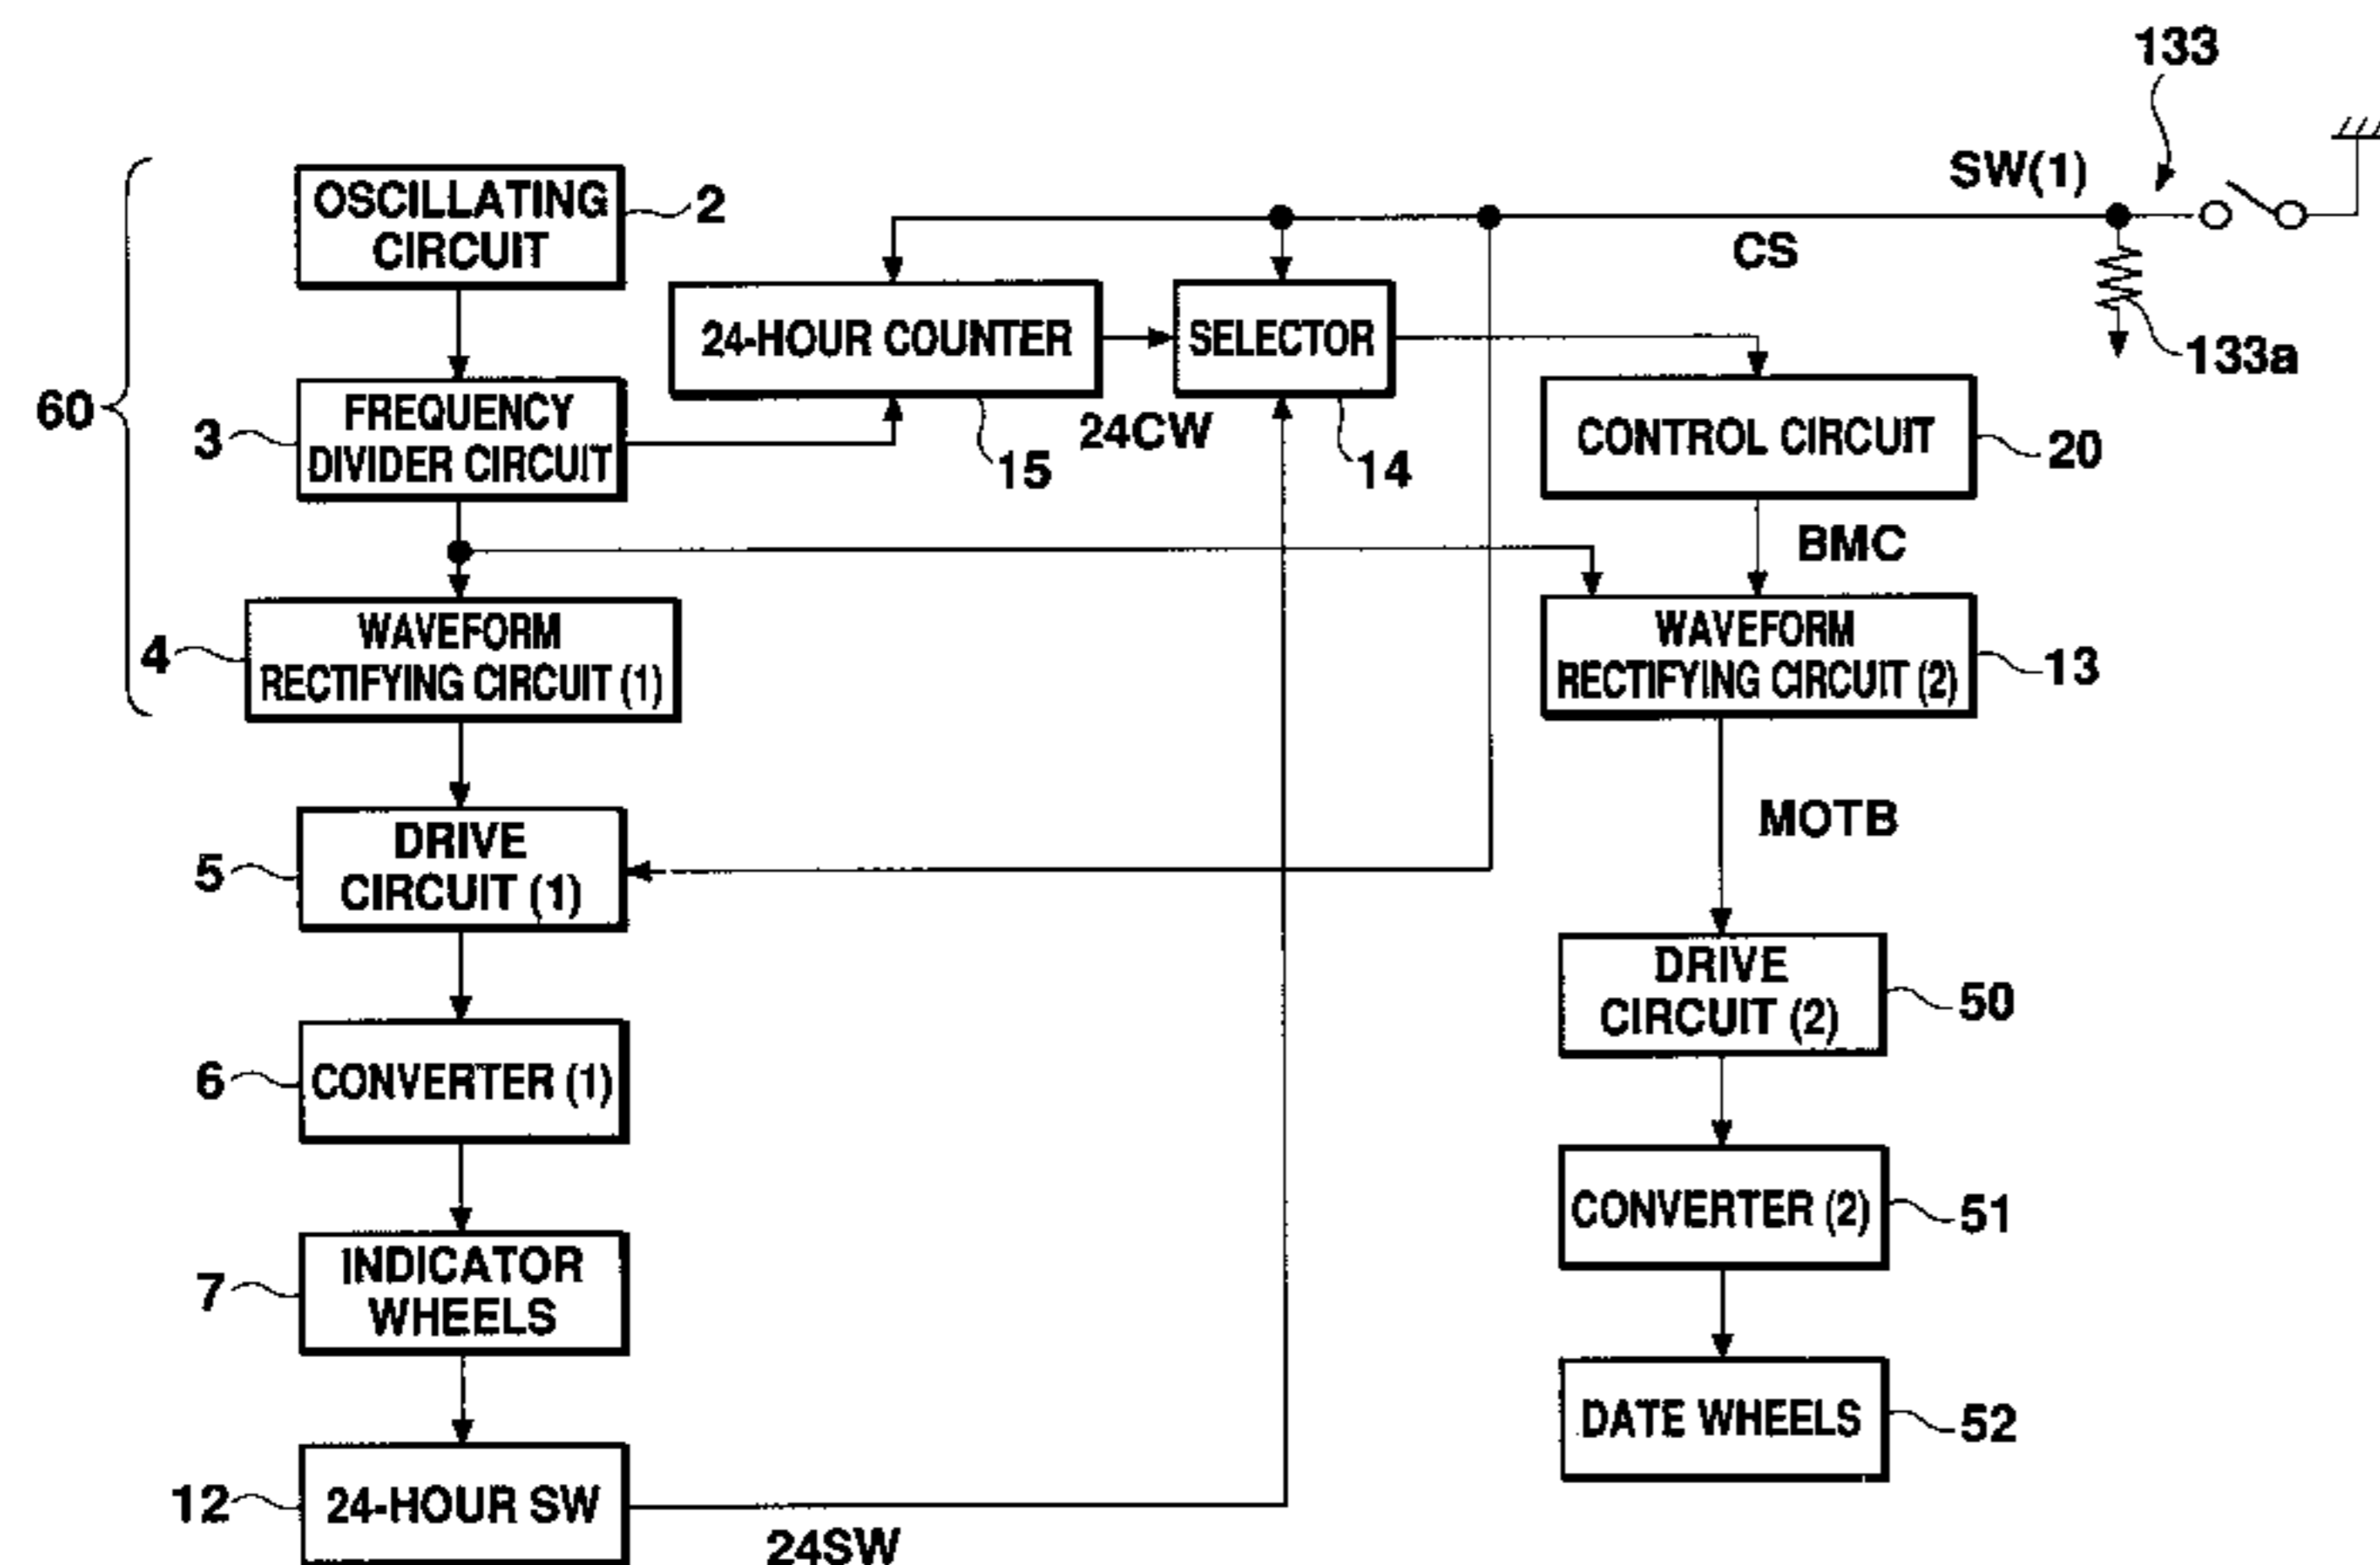 133
SW(1)
CS
133a
OSCILLATING
CIRCUIT
2
24-HOUR COUNTER
SELECTOR
60
FREQUENCY
DIVIDER CIRCUIT
3
15
24CW
14
CONTROL CIRCUIT
20
BMC
WAVEFORM
RECTIFYING CIRCUIT (1)
4
WAVEFORM
RECTIFYING CIRCUIT (2)
13
MOTB
DRIVE
CIRCUIT (1)
5
DRIVE
CIRCUIT (2)
50
CONVERTER (1)
6
CONVERTER (2)
51
INDICATOR
WHEELS
7
DATE WHEELS
52
24-HOUR SW
12
24SW